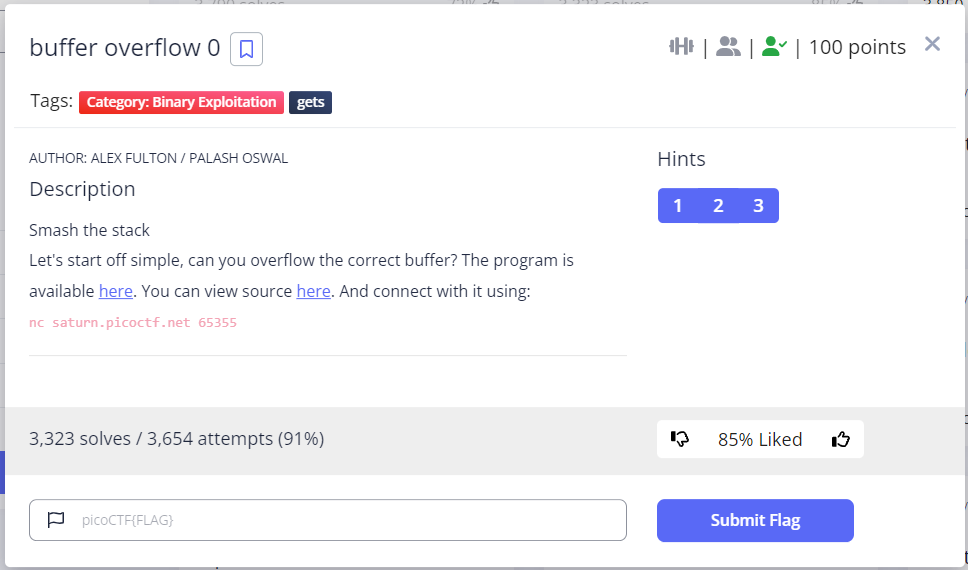 buffer overflow 0
| | | 100 points
Tags: Category: Binary Exploitation gets
AUTHOR: ALEX FULTON / PALASH OSWAL
Description
Smash the stack
Let's start off simple, can you overflow the correct buffer? The program is
available here. You can view source here. And connect with it using:
nc saturn.picoctf.net 65355
Hints
1 2 3
3,323 solves / 3,654 attempts (91%)
85% Liked
picoCTF{FLAG}
Submit Flag